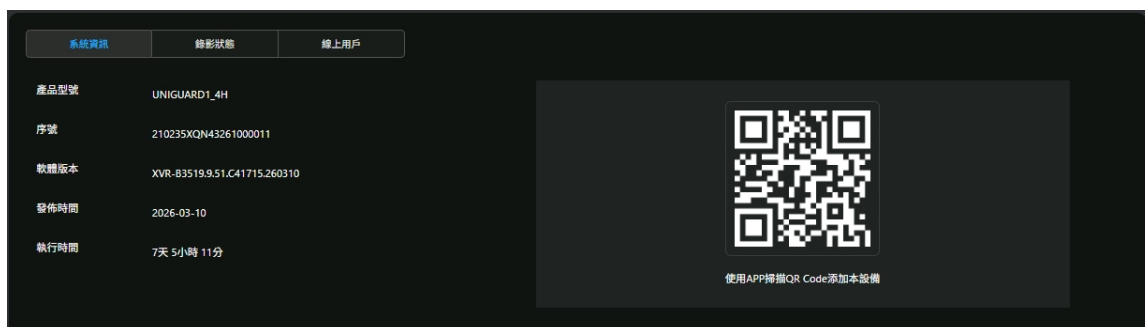 系統資訊 錄影狀態 線上用戶
產品型號 UNIGUARD1_4H
序號 210235XQN43261000011
軟體版本 XVR-B3519.9.51.C41715.260310
發佈時間 2026-03-10
執行時間 7天 5小時 11分
使用APP掃描QR Code添加本設備